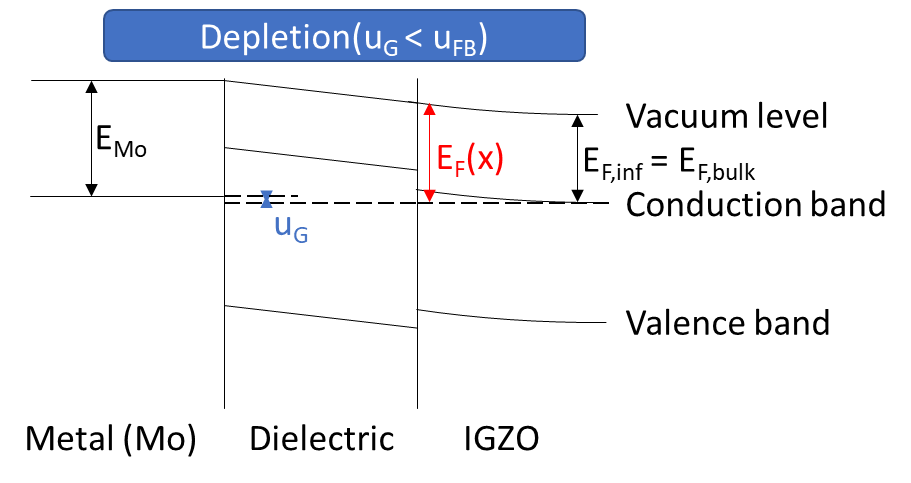 Depletion(uG < uFB)
Vacuum level
EMo
EF(x)
EF,inf = EF,bulk
Conduction band
uG
Valence band
Metal (Mo)
Dielectric
IGZO